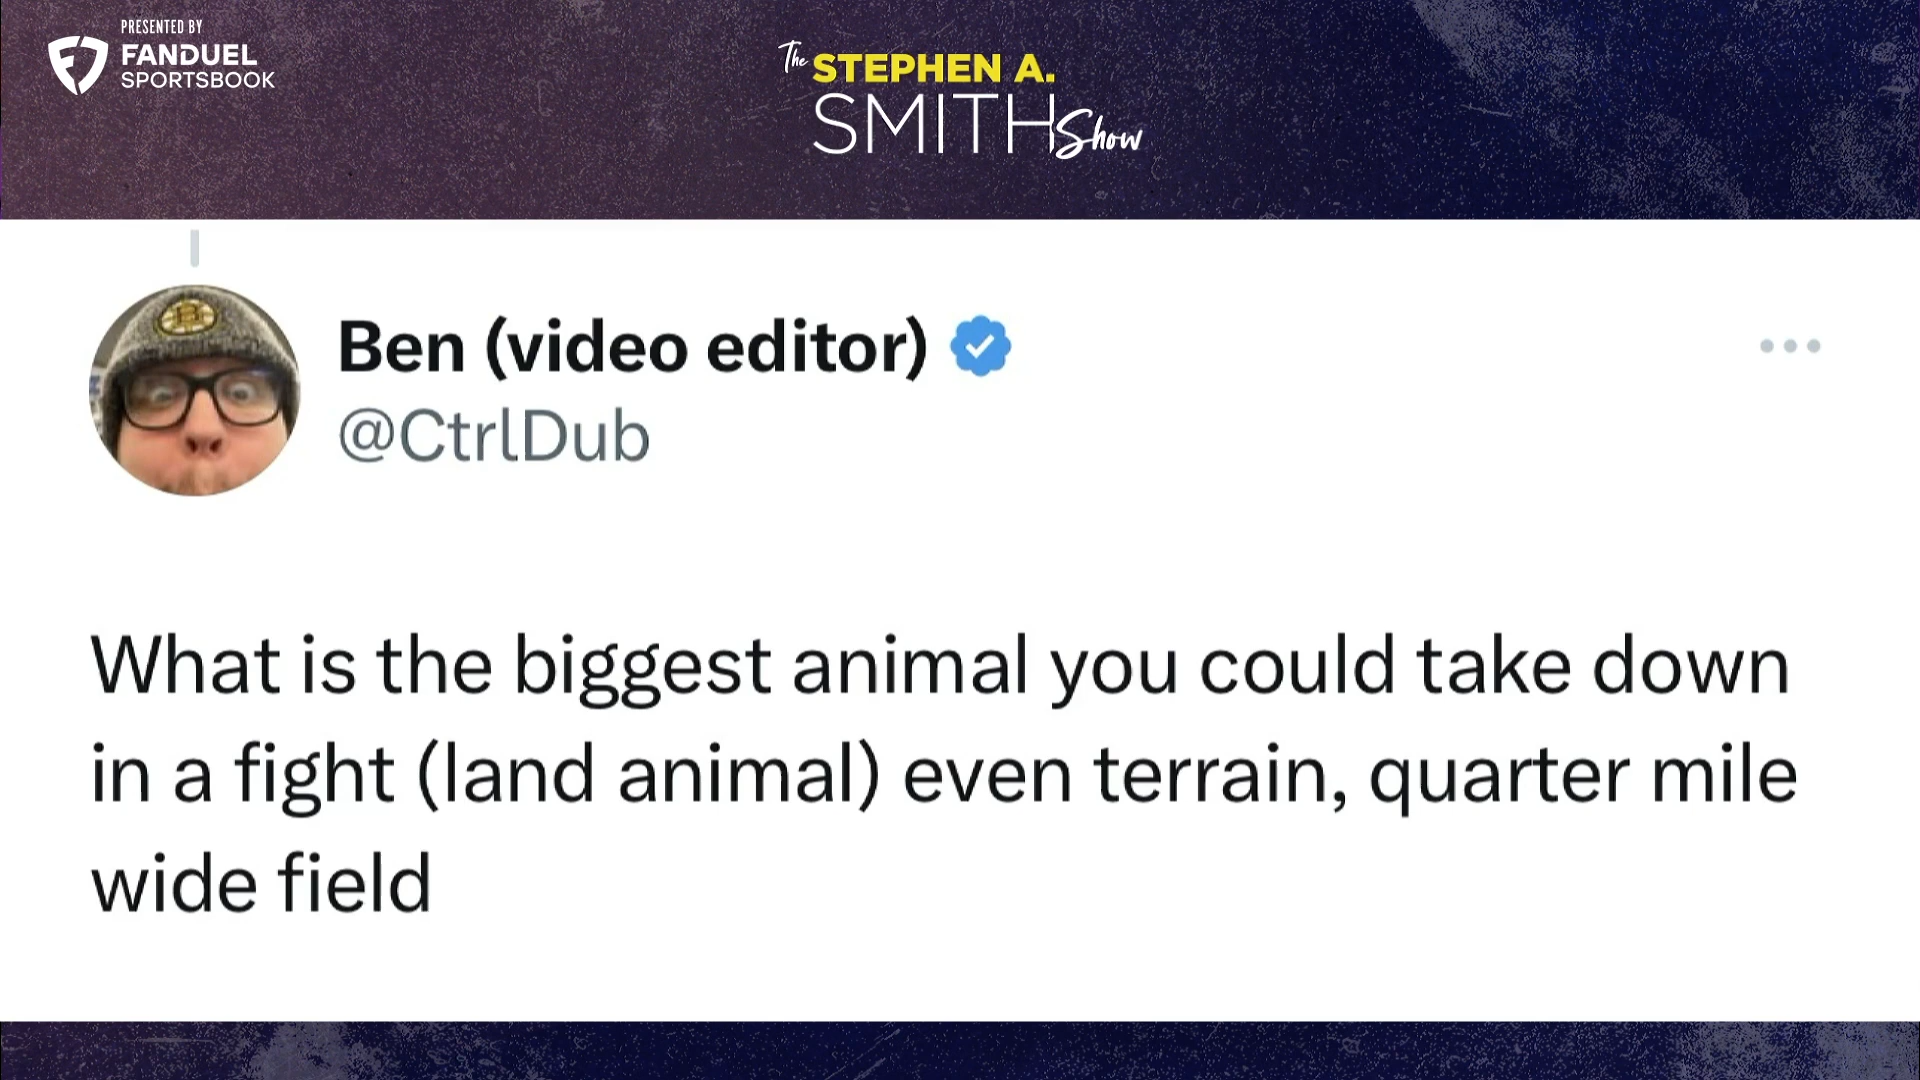 PRESENTED BY
FANDUEL
SPORTSBOOK
The STEPHEN A.
SMITH Show
Ben (video editor)
@CtrlDub
What is the biggest animal you could take down
in a fight (land animal) even terrain, quarter mile
wide field